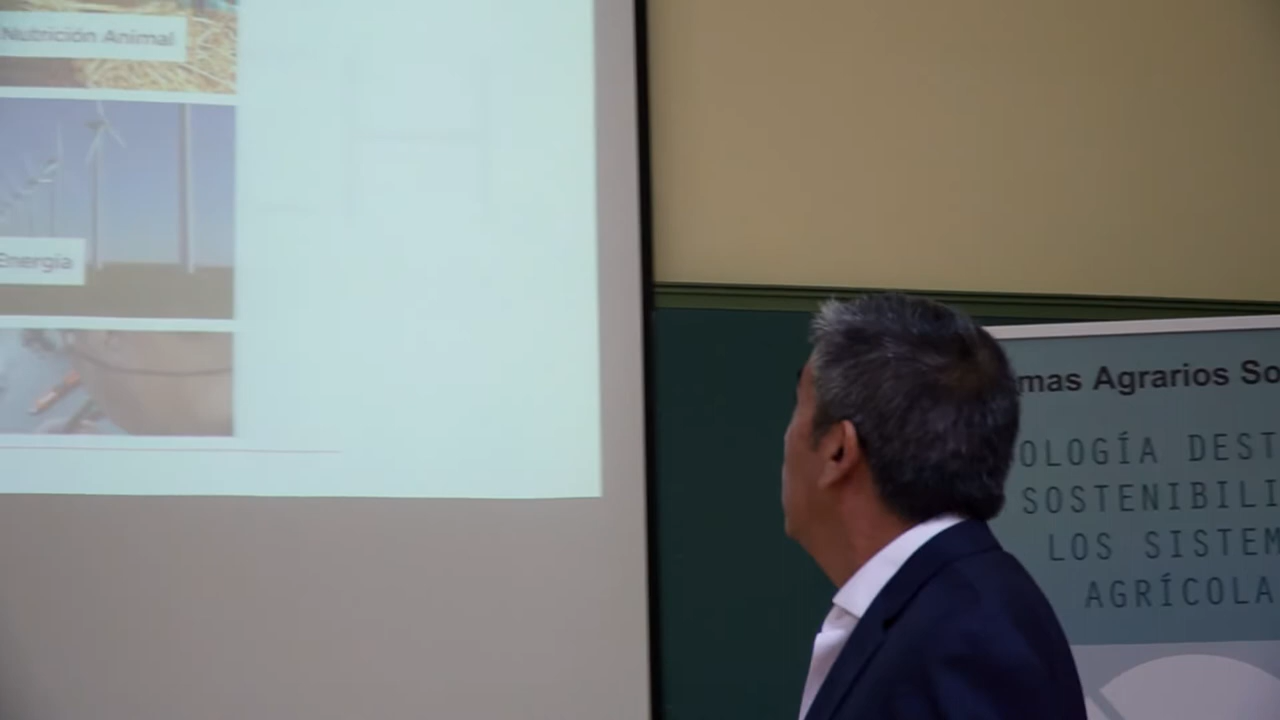 Nutrición Animal
Energía
mas Agrarios So
OLOGÍA DEST
SOSTENIBILI
LOS SISTEM
AGRÍCOLA